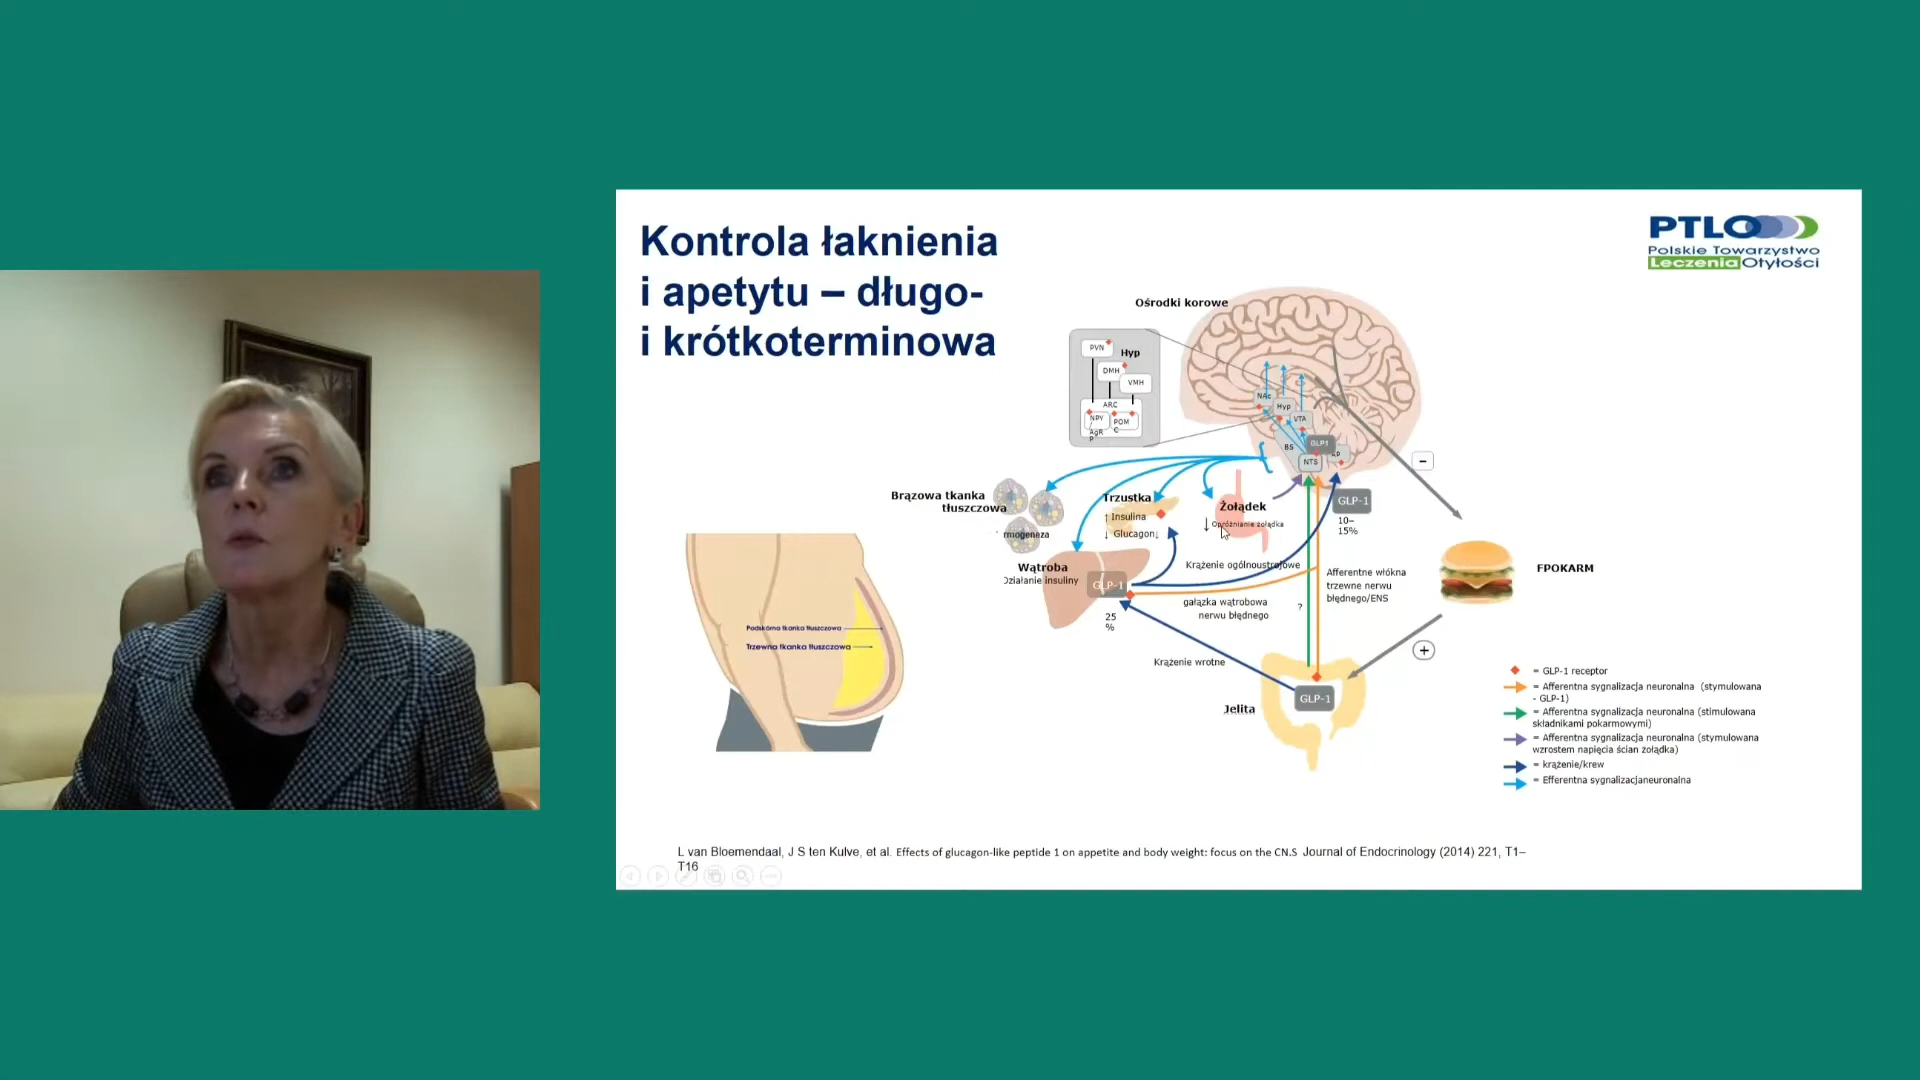 Kontrola łaknienia
i apetytu – długo-
i krótkoterminowa
PTLO
Polskie Towarzystwo
Leczenia Otyłości
Ośrodki korowe
PVN
Hyp
DMH
VMH
ARC
NPY
/
AgR
P
POM
C
NAc
Hyp
VTA
BS
GLP1
NTS
GLP-1
10–
15%
–
Brązowa tkanka
tłuszczowa
rmogeneza
Trzustka
↑ Insulina
↓ Glucagon↓
Żołądek
↓ Opróżnianie żołądka
Wątroba
Działanie insuliny
GLP-1
25
%
Krążenie ogólnoustrojowe
gałązka wątrobowa
nerwu błędnego
?
Afferentne włókna
trzewne nerwu
błędnego/ENS
FPOKARM
+
Krążenie wrotne
Jelita
GLP-1
Podskórna tkanka tłuszczowa
Trzewna tkanka tłuszczowa
= GLP-1 receptor
= Afferentna sygnalizacja neuronalna (stymulowana
- GLP-1)
= Afferentna sygnalizacja neuronalna (stimulowana
składnikami pokarmowymi)
= Afferentna sygnalizacja neuronalna (stymulowana
wzrostem napięcia ścian żołądka)
= krążenie/krew
= Efferentna sygnalizacjaneuronalna
L van Bloemendaal, J S ten Kulve, et al. Effects of glucagon-like peptide 1 on appetite and body weight: focus on the CN.S Journal of Endocrinology (2014) 221, T1–
T16